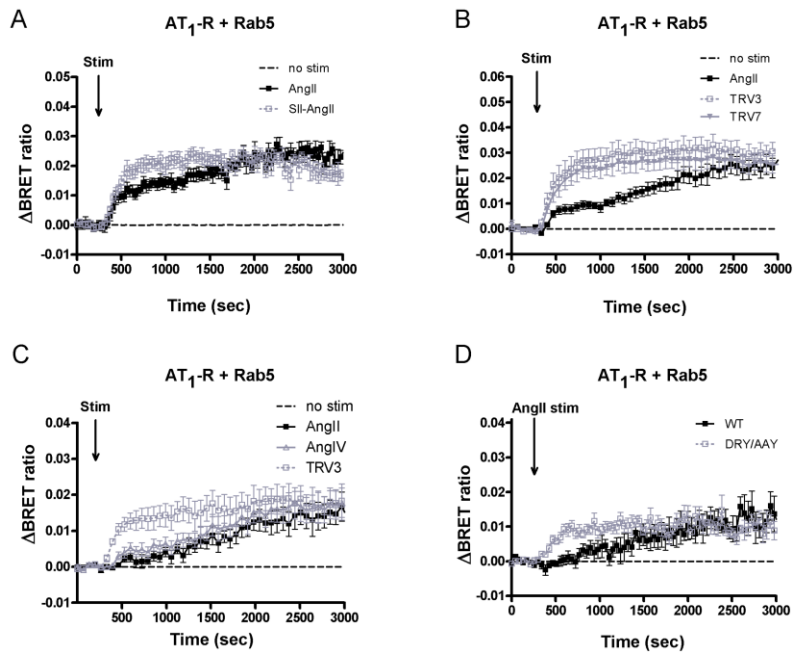 A
AT1-R + Rab5
Stim
no stim
AngII
SII-AngII
ΔBRET ratio
0.05
0.04
0.03
0.02
0.01
0.00
-0.01
0 500 1000 1500 2000 2500 3000
Time (sec)
B
AT1-R + Rab5
Stim
no stim
AngII
TRV3
TRV7
ΔBRET ratio
0.06
0.05
0.04
0.03
0.02
0.01
0.00
-0.01
0 500 1000 1500 2000 2500 3000
Time (sec)
C
AT1-R + Rab5
Stim
no stim
AngII
AngIV
TRV3
ΔBRET ratio
0.04
0.03
0.02
0.01
0.00
-0.01
500 1000 1500 2000 2500 3000
Time (sec)
D
AT1-R + Rab5
AngII stim
WT
DRY/AAY
ΔBRET ratio
0.04
0.03
0.02
0.01
0.00
-0.01
0 500 1000 1500 2000 2500 3000
Time (sec)